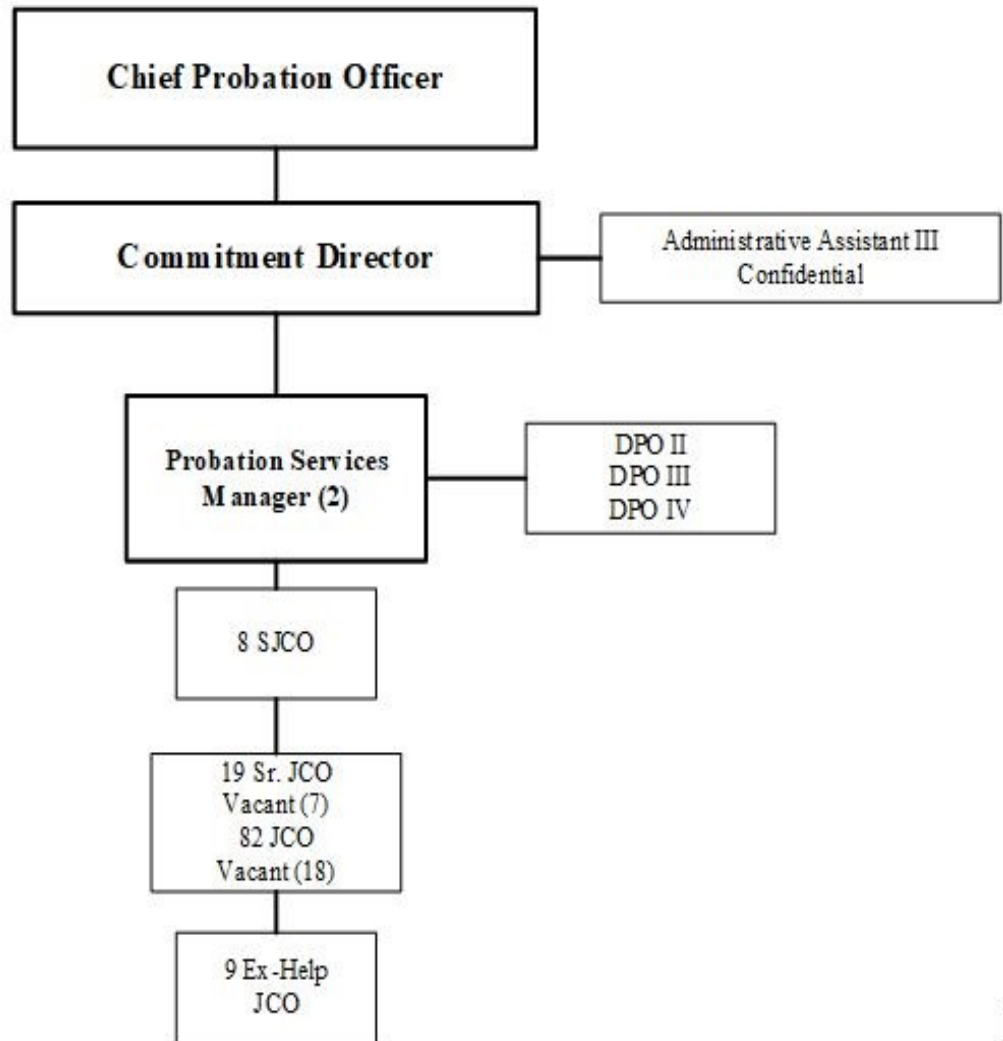 Chief Probation Officer
Commitment Director
Administrative Assistant III
Confidential
Probation Services
Manager (2)
DPO II
DPO III
DPO IV
8 SJCO
19 Sr. JCO
Vacant (7)
82 JCO
Vacant (18)
9 Ex-Help
JCO